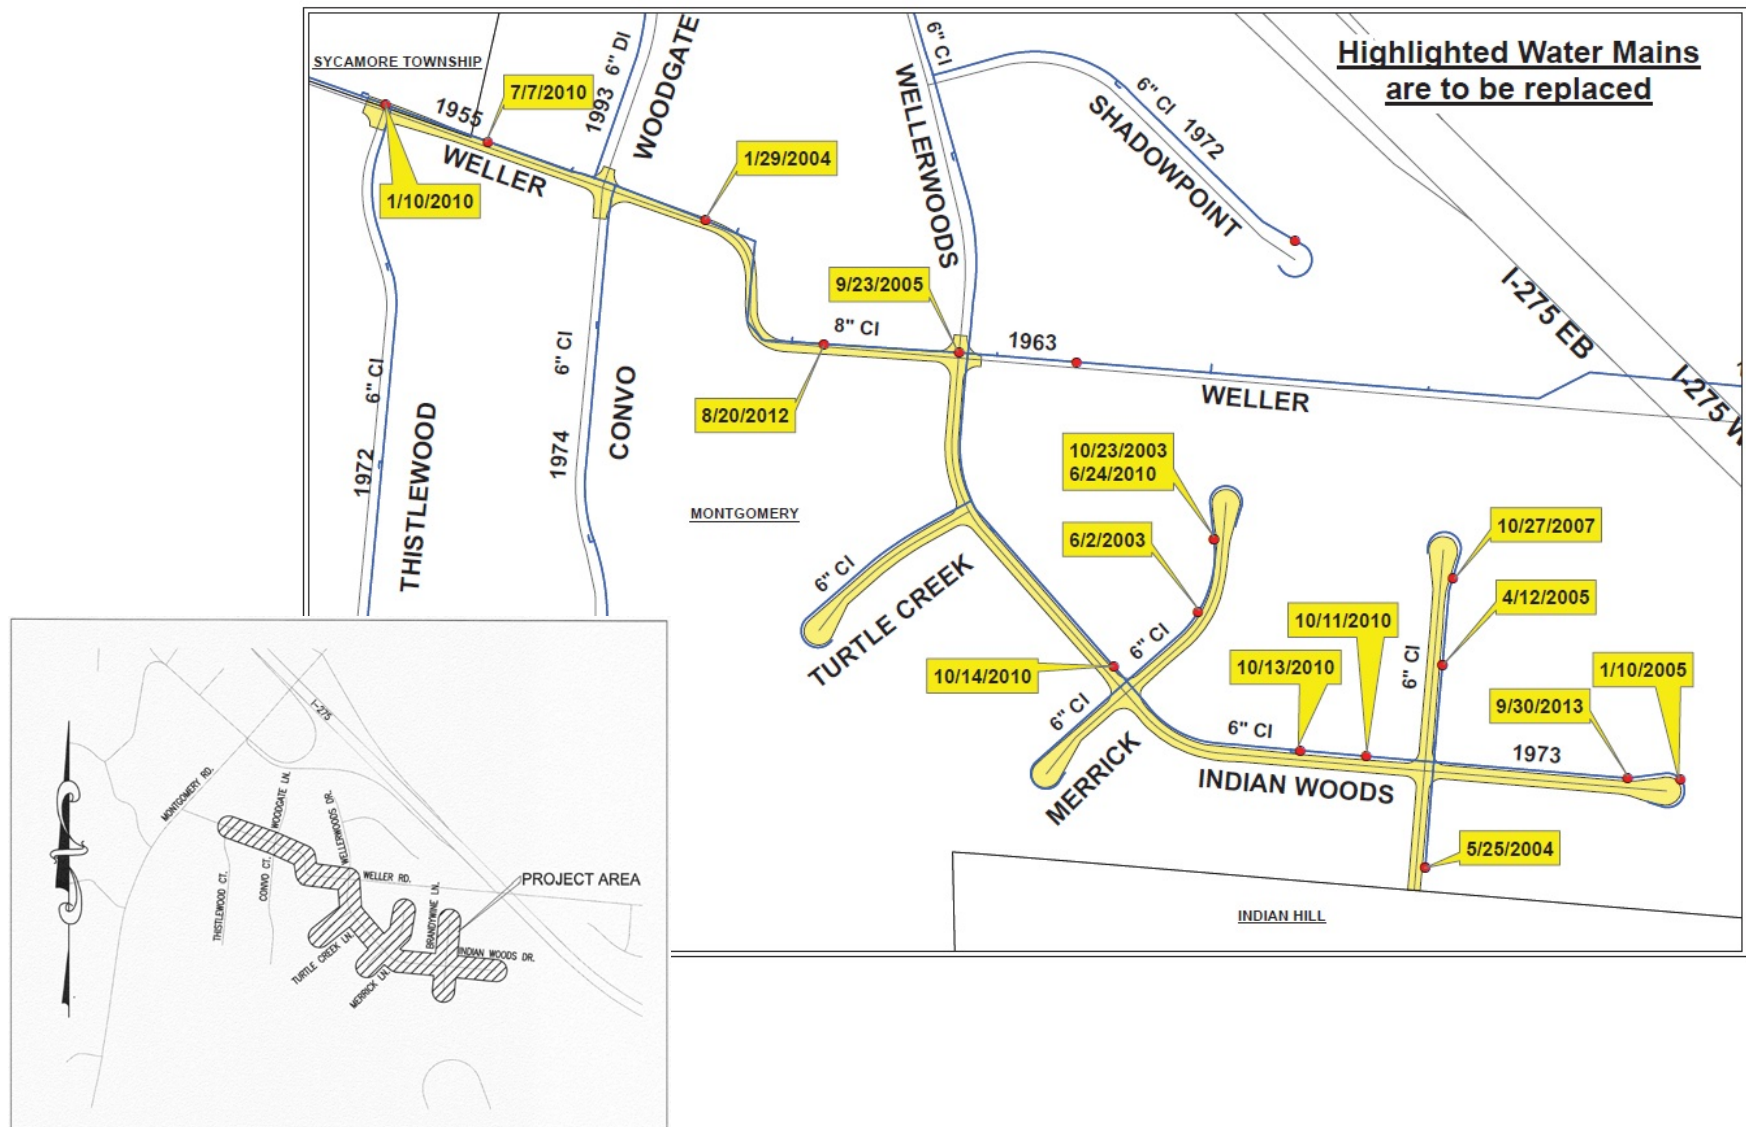 Highlighted Water Mains
are to be replaced
SYCAMORE TOWNSHIP
1955
7/7/2010
1993 6" DI
WOODGATE
6" CI
WELLERWOODS
6" CI 1972
SHADOWPOINT
WELLER
1/10/2010
1/29/2004
9/23/2005
8" CI
1963
WELLER
I-275 EB
I-275 W
6" CI
1972
THISTLEWOOD
6" CI
1974
CONVO
8/20/2012
MONTGOMERY
10/23/2003
6/24/2010
6/2/2003
10/27/2007
4/12/2005
10/11/2010
10/13/2010
1/10/2005
9/30/2013
6" CI
TURTLE CREEK
10/14/2010
6" CI
6" CI
MERRICK
6" CI
6" CI
1973
INDIAN WOODS
5/25/2004
INDIAN HILL
I-275
MONTGOMERY RD.
WOODGATE LN.
WELLERWOODS DR.
THISTLEWOOD CT.
CONVO CT.
WELLER RD.
PROJECT AREA
BRANDYWINE LN.
TURTLE CREEK LN.
MERRICK LN.
INDIAN WOODS DR.